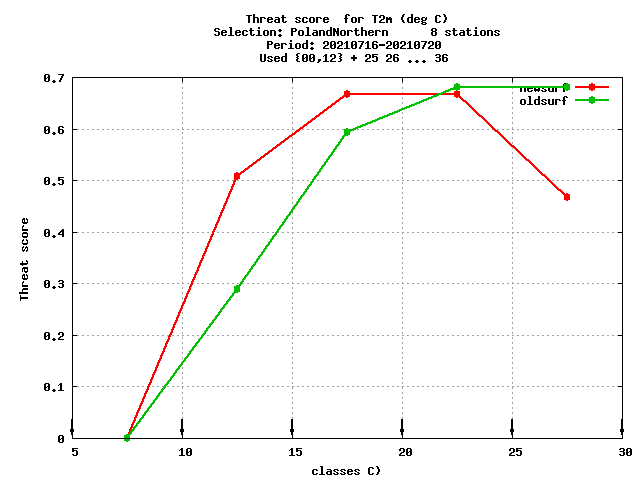 Threat score  for T2m (deg C)
Selection: PolandNorthern      8 stations
Period: 20210716-20210720
Used {00,12} + 25 26 ... 36
0.7
0.6
0.5
0.4
0.3
0.2
0.1
0
Threat score
newsurf
oldsurf
5 10 15 20 25 30
classes C)